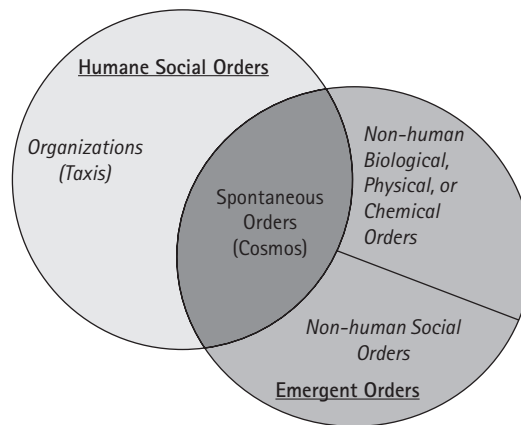 Humane Social Orders
Organizations
(Taxis)
Non-human
Biological,
Physical, or
Chemical
Orders
Spontaneous
Orders
(Cosmos)
Non-human Social
Orders
Emergent Orders